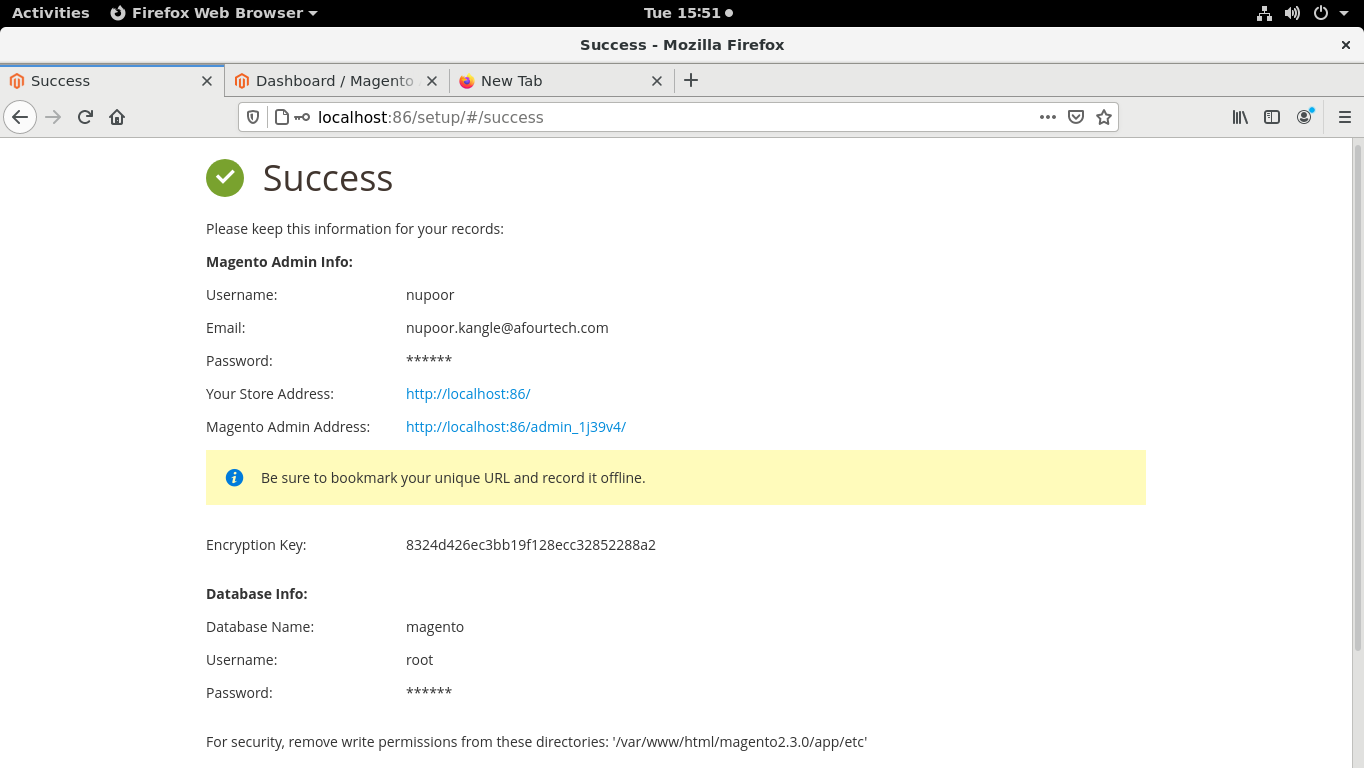 Activities Firefox Web Browser Tue 15:51
Success - Mozilla Firefox
Success Dashboard / Magento New Tab
localhost:86/setup/#/success
Success
Please keep this information for your records:
Magento Admin Info:
Username: nupoor
Email: nupoor.kangle@afourtech.com
Password: ******
Your Store Address: http://localhost:86/
Magento Admin Address: http://localhost:86/admin_1j39v4/
Be sure to bookmark your unique URL and record it offline.
Encryption Key: 8324d426ec3bb19f128ecc32852288a2
Database Info:
Database Name: magento
Username: root
Password: ******
For security, remove write permissions from these directories: '/var/www/html/magento2.3.0/app/etc'